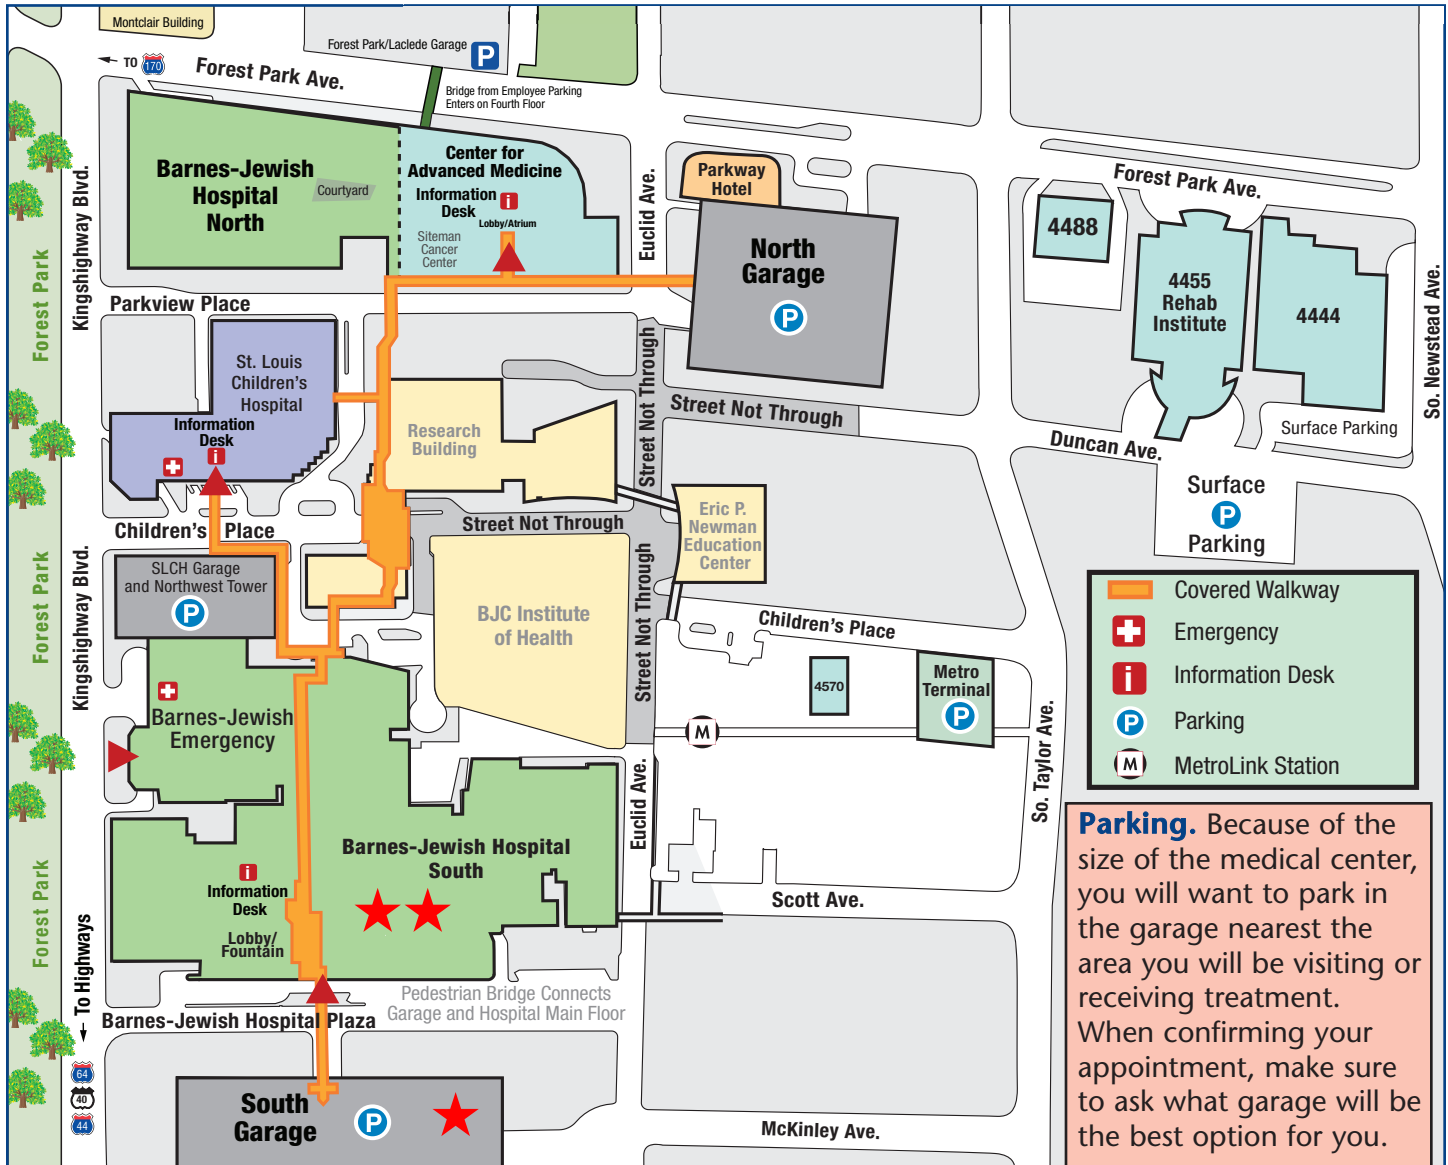 Montclair Building
Forest Park/Laclede Garage
P
TO 170
Forest Park Ave.
Bridge from Employee Parking
Enters on Fourth Floor
Kingshighway Blvd.
Barnes-Jewish
Hospital
North
Courtyard
Center for
Advanced Medicine
Information
Desk
i
Lobby/Atrium
Siteman
Cancer
Center
Euclid Ave.
Parkway
Hotel
North
Garage
P
Forest Park Ave.
4488
4455
Rehab
Institute
4444
So. Newstead Ave.
Forest Park
Parkview Place
St. Louis
Children's
Hospital
Information
Desk
i
Research
Building
Street Not Through
Street Not Through
Duncan Ave.
Surface Parking
Surface
P
Parking
Children's Place
Street Not Through
Eric P.
Newman
Education
Center
Kingshighway Blvd.
Forest Park
SLCH Garage
and Northwest Tower
P
BJC Institute
of Health
Street Not Through
Children's Place
4570
Metro
Terminal
P
M
So. Taylor Ave.
Covered Walkway
Emergency
i Information Desk
P Parking
M MetroLink Station
Barnes-Jewish
Emergency
Euclid Ave.
Barnes-Jewish Hospital
South
i
Information
Desk
Lobby/
Fountain
Scott Ave.
Forest Park
To Highways
64
40
44
Barnes-Jewish Hospital Plaza
Pedestrian Bridge Connects
Garage and Hospital Main Floor
South
Garage
P
McKinley Ave.
Parking. Because of the
size of the medical center,
you will want to park in
the garage nearest the
area you will be visiting or
receiving treatment.
When confirming your
appointment, make sure
to ask what garage will be
the best option for you.